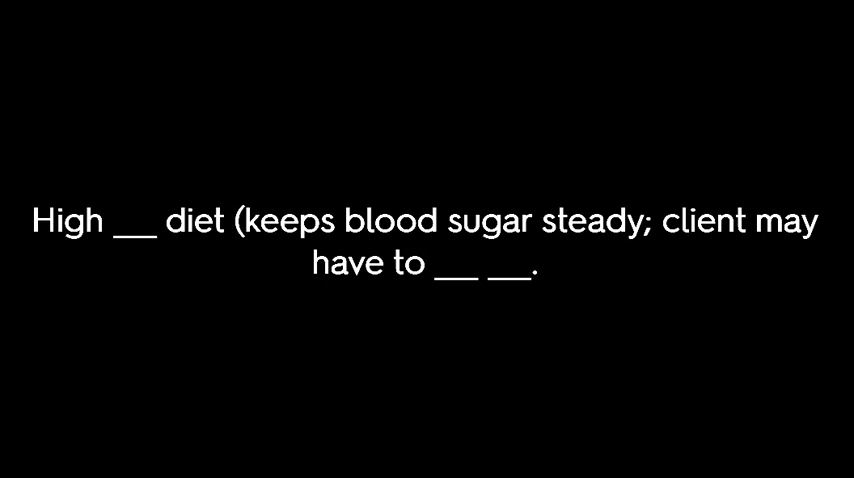 High ___ diet (keeps blood sugar steady; client may
have to ___ ___.